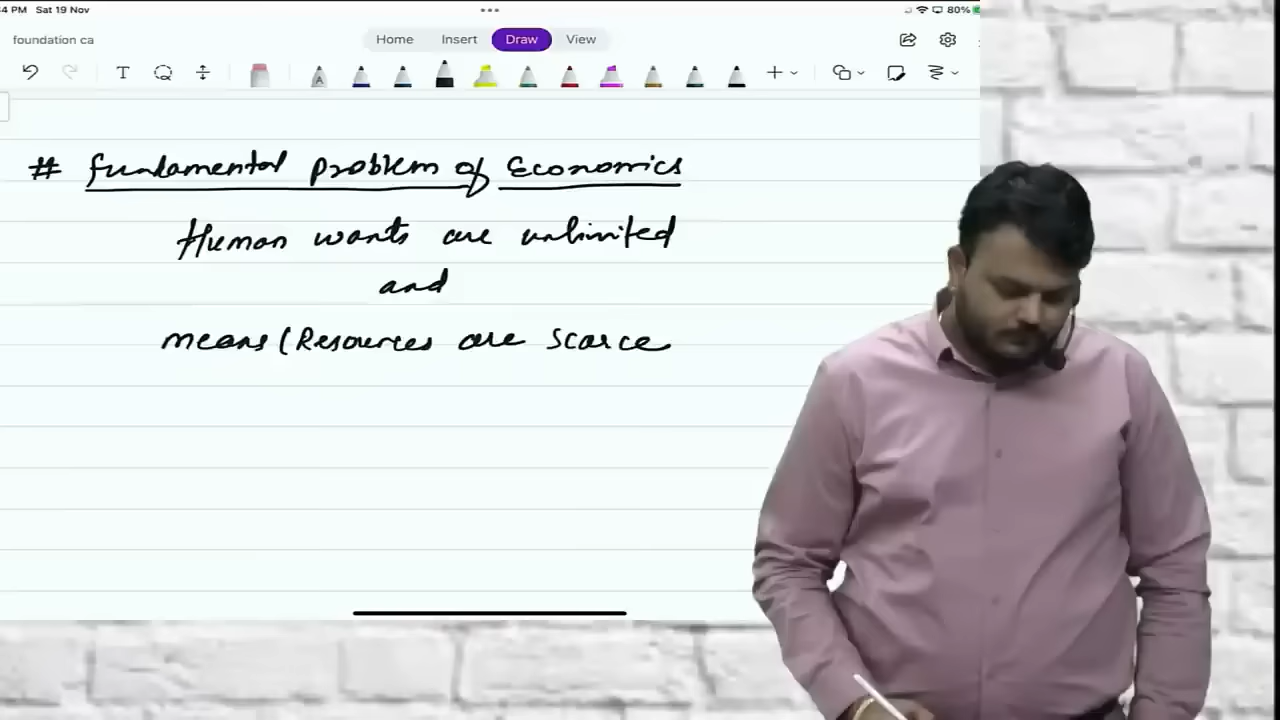 4 PM Sat 19 Nov
80%
foundation ca
Home Insert Draw View
T A
# fundamental problem of Economics
Human wants are unlimited
and
means (Resources are scarce